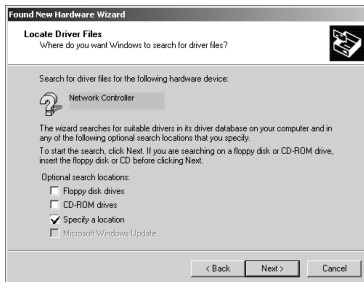 Found New Hardware Wizard
Locate Driver Files
Where do you want Windows to search for driver files?
Search for driver files for the following hardware device:
Network Controller
The wizard searches for suitable drivers in its driver database on your computer and in
any of the following optional search locations that you specify.
To start the search, click Next. If you are searching on a floppy disk or CD-ROM drive,
insert the floppy disk or CD before clicking Next.
Optional search locations:
Floppy disk drives
CD-ROM drives
Specify a location
Microsoft Windows Update
< Back
Next >
Cancel